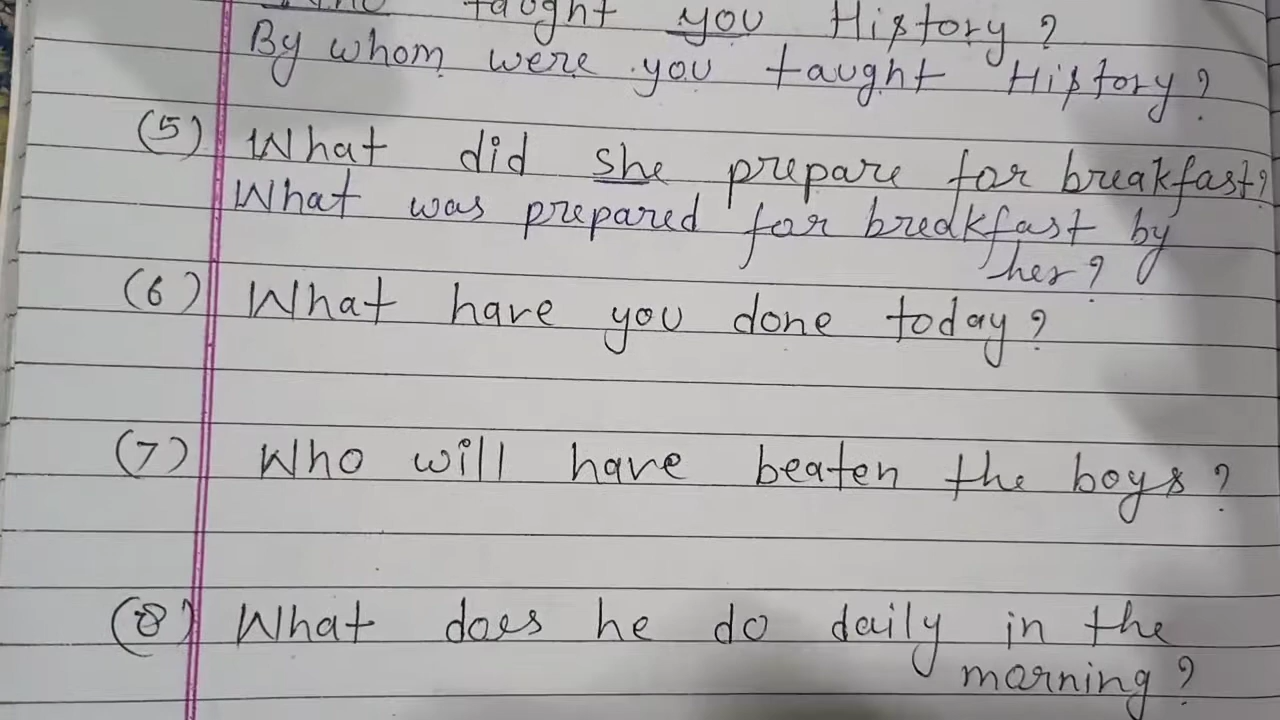 taught you History?
By whom were you taught History?
(5) What did she prepare for breakfast?
What was prepared for breakfast by
her?
(6) What have you done today?
(7) Who will have beaten the boys?
(8) What does he do daily in the
morning?